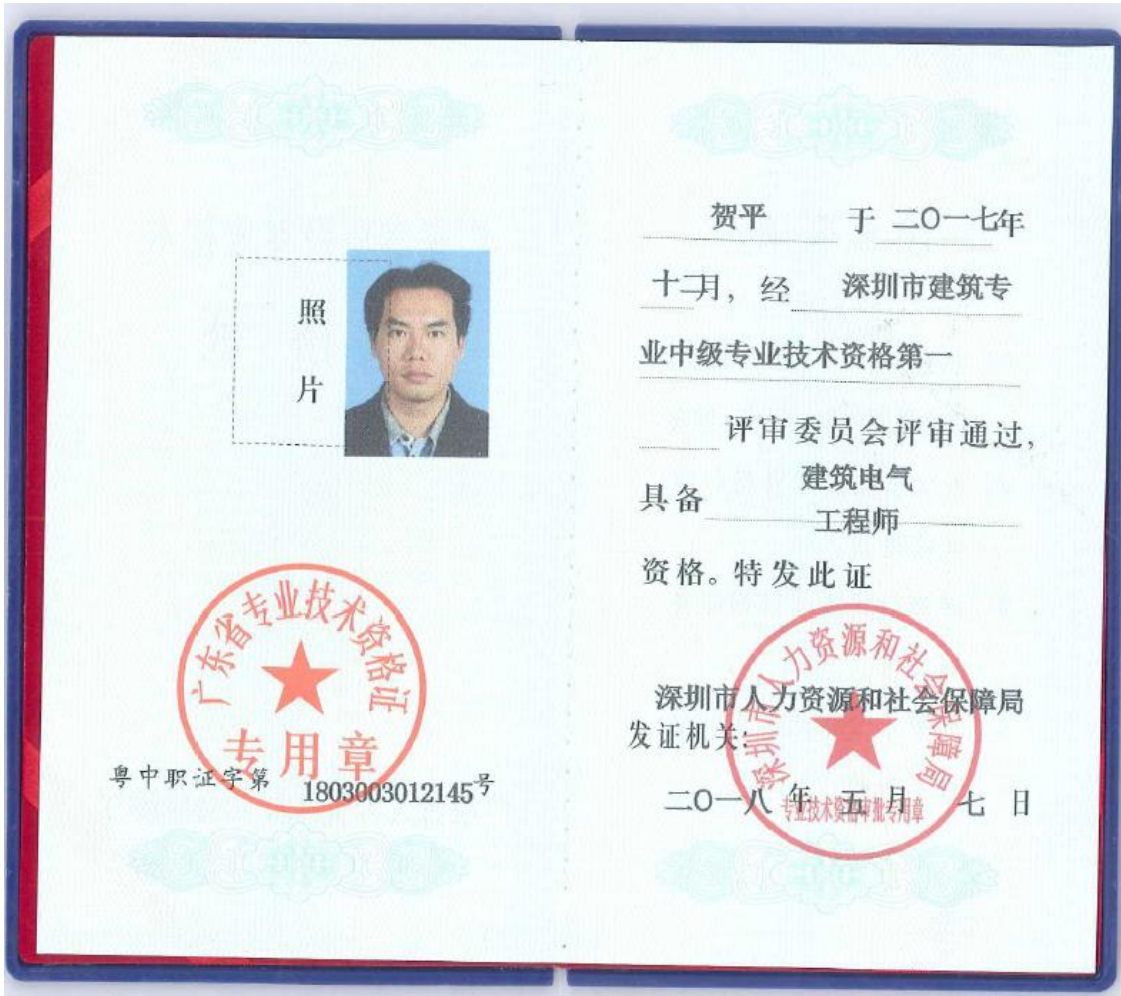 照
片
广东省专业技术资格证
专用章
粤中职证字第 1803003012145号
贺平 于 二〇一七年
十二月，经 深圳市建筑专
业中级专业技术资格第一
评审委员会评审通过，
具备 建筑电气
工程师
资格。特发此证
深圳市人力资源和社会保障局
深圳市人力资源和社会保障局
发证机关：
二〇一八 年 五 月 七 日
专业技术资格审批专用章